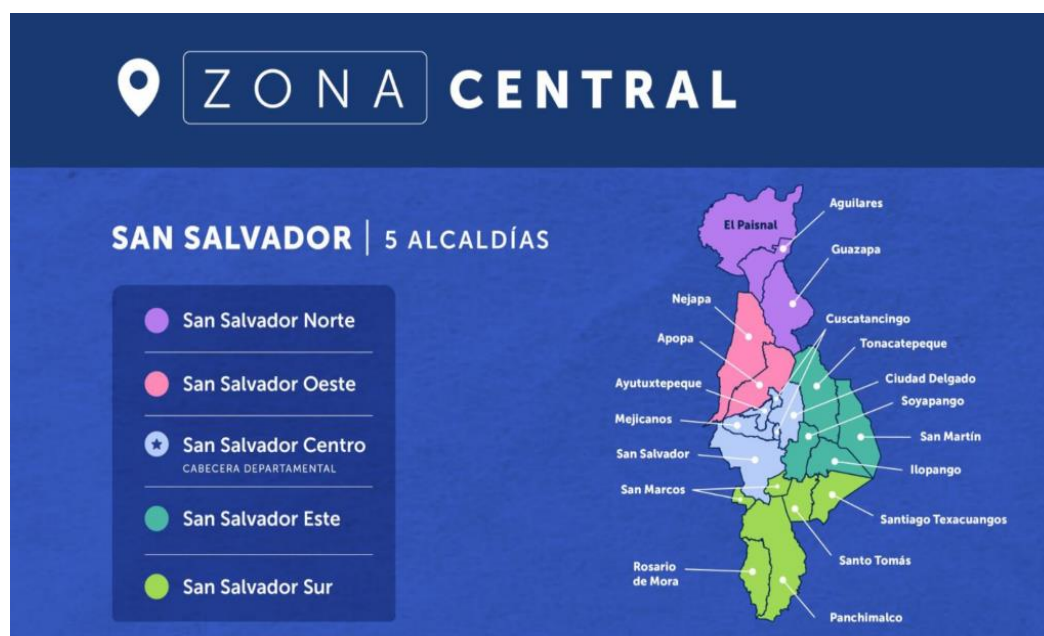 ZONA CENTRAL
SAN SALVADOR | 5 ALCALDÍAS
San Salvador Norte
San Salvador Oeste
San Salvador Centro
CABECERA DEPARTAMENTAL
San Salvador Este
San Salvador Sur
El Paisnal
Aguilares
Guazapa
Nejapa
Cuscatancingo
Apopa
Tonacatepeque
Ayutuxtepeque
Ciudad Delgado
Soyapango
Mejicanos
San Martín
San Salvador
Ilopango
San Marcos
Santiago Texacuangos
Santo Tomás
Rosario
de Mora
Panchimalco